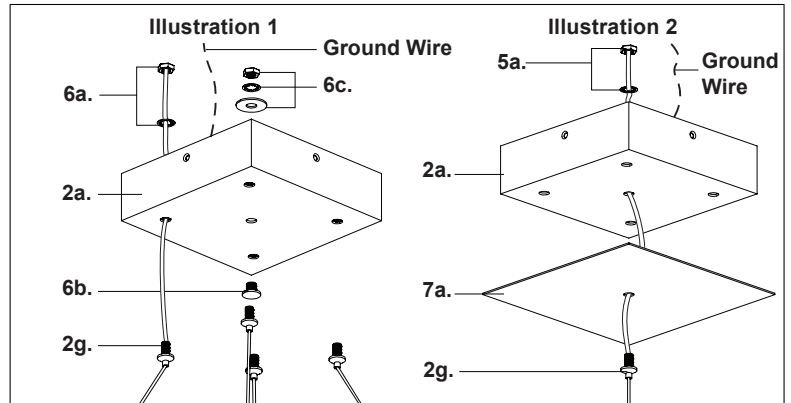 Illustration 1
Ground Wire
6a.
6c.
2a.
6b.
2g.
Illustration 2
5a.
Ground
Wire
2a.
7a.
2g.